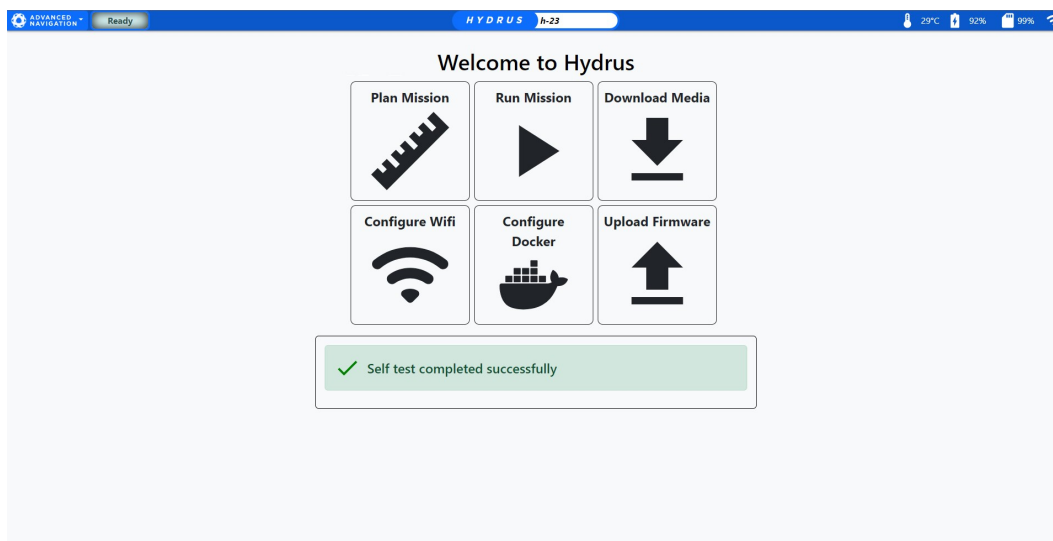 ADVANCED
NAVIGATION
Ready
HYDRUS h-23
29°C 92% 99%
Welcome to Hydrus
Plan Mission
Run Mission
Download Media
Configure Wifi
Configure
Docker
Upload Firmware
Self test completed successfully